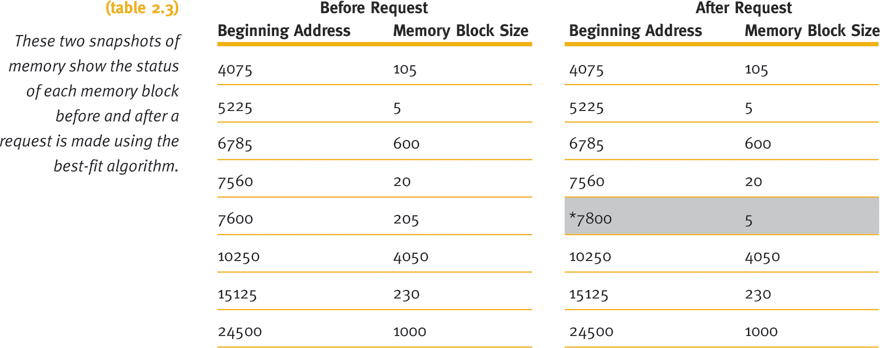 (table 2.3)
These two snapshots of
memory show the status
of each memory block
before and after a
request is made using the
best-fit algorithm.
Before Request After Request
Beginning Address Memory Block Size Beginning Address Memory Block Size
4075 105 4075 105
5225 5 5225 5
6785 600 6785 600
7560 20 7560 20
7600 205 *7800 5
10250 4050 10250 4050
15125 230 15125 230
24500 1000 24500 1000